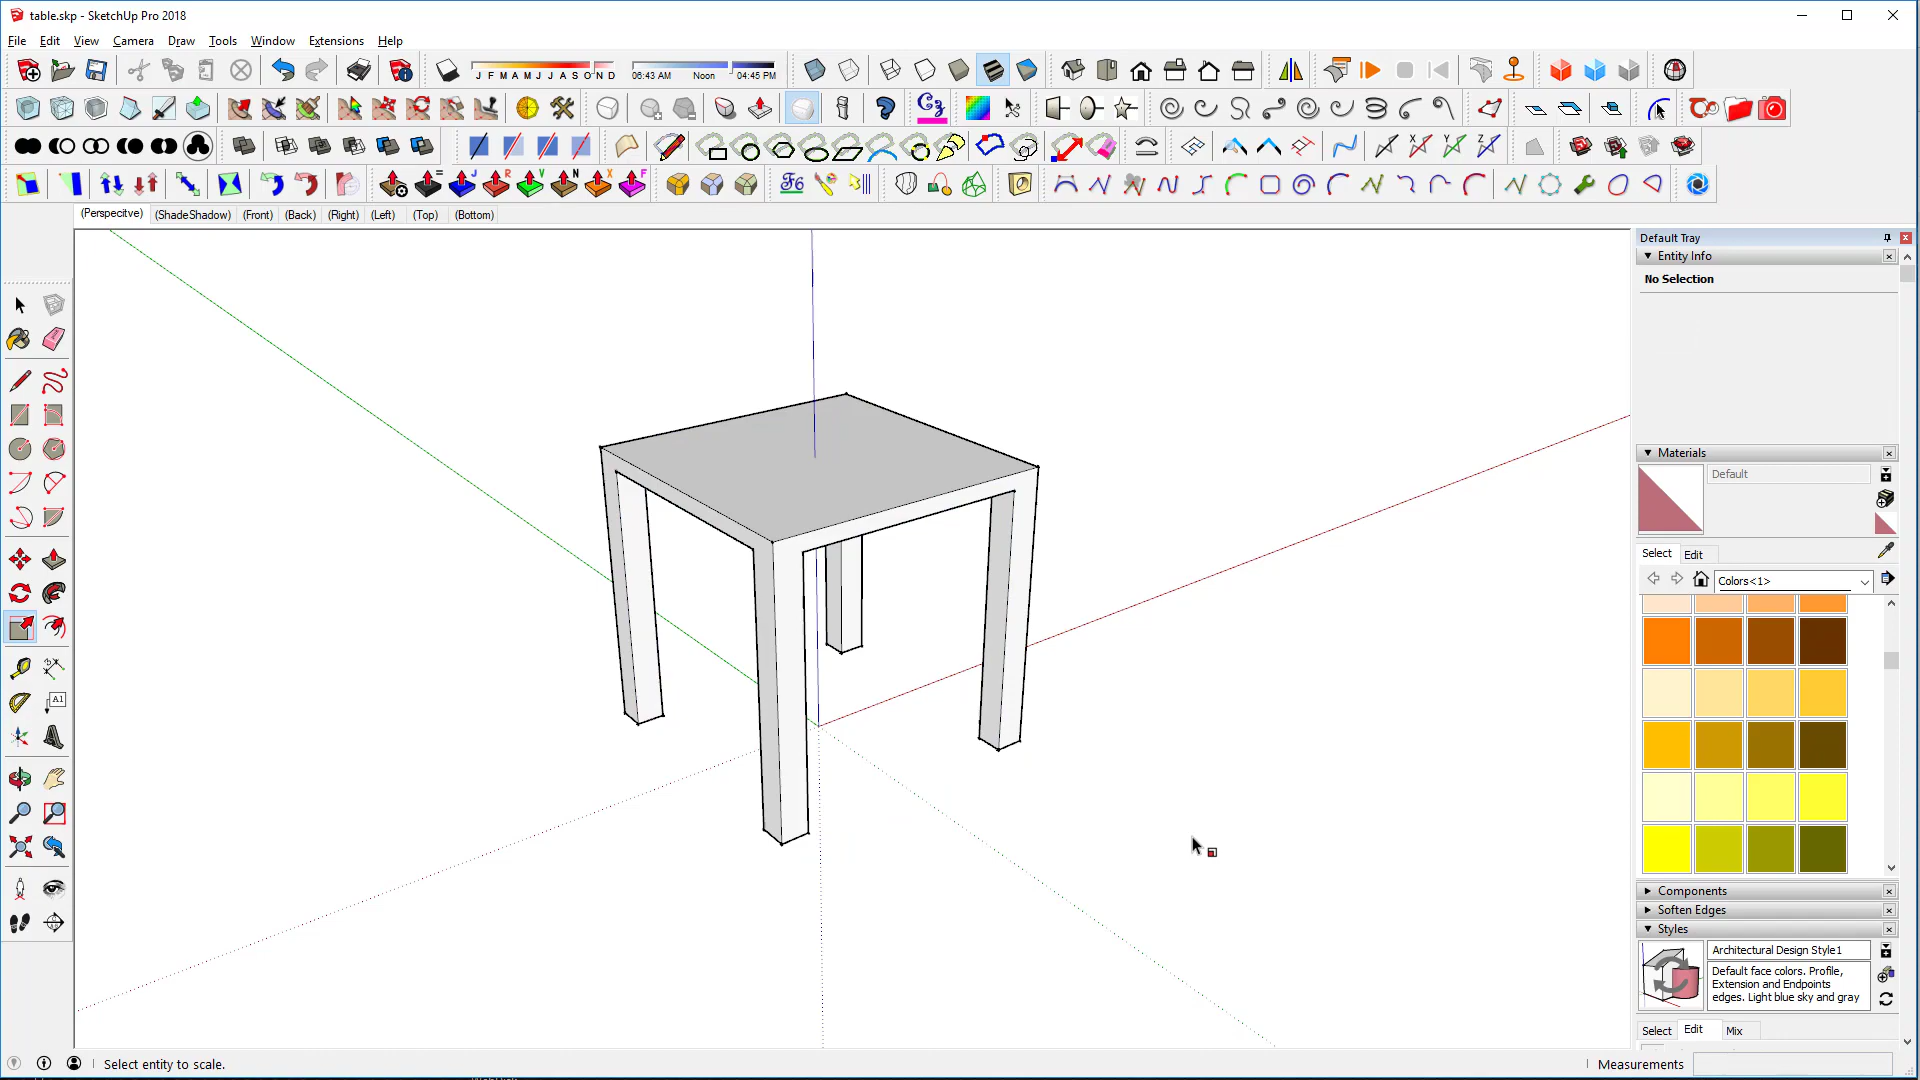 table.skp - SketchUp Pro 2018
File Edit View Camera Draw Tools Window Extensions Help
J F M A M J J A S O N D
06:43 AM Noon 04:45 PM
(Perspecitve) (ShadeShadow) (Front) (Back) (Right) (Left) (Top) (Bottom)
Default Tray
Entity Info
No Selection
Materials
Default
Select Edit
Colors<1>
Components
Soften Edges
Styles
Architectural Design Style1
Default face colors. Profile,
Extension and Endpoints
edges. Light blue sky and gray
Select Edit Mix
Select entity to scale.
Measurements